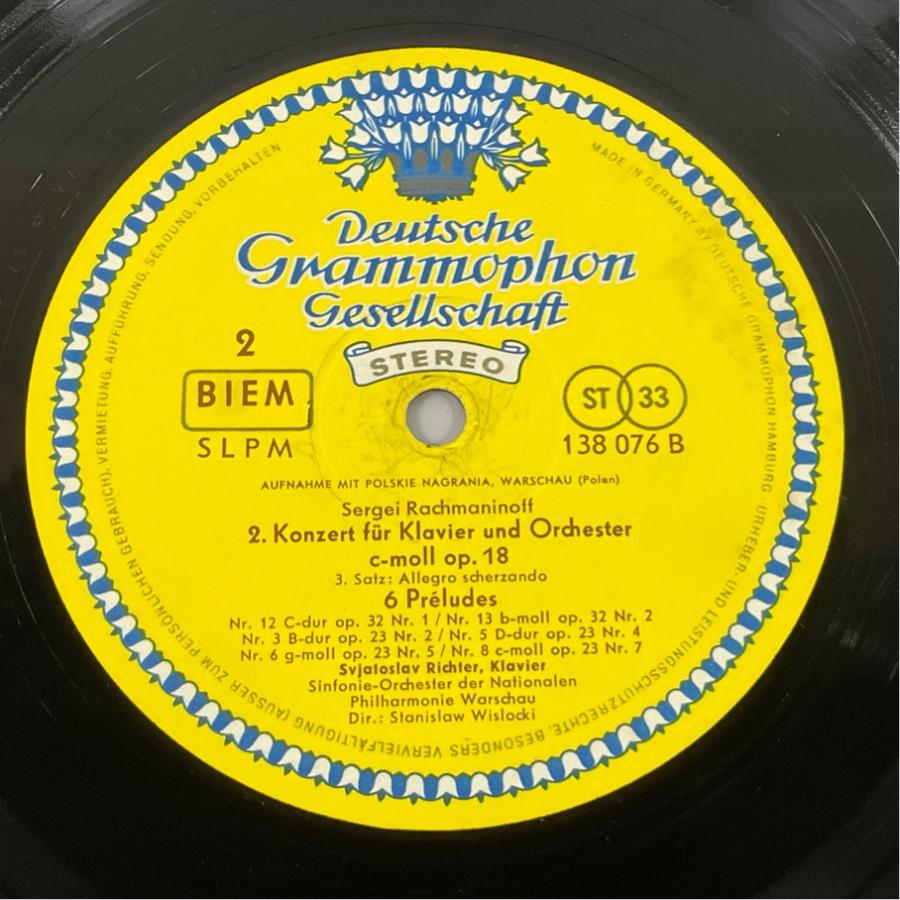 Deutsche
Grammophon
Gesellschaft
STEREO
2
BIEM
SLPM
ST 33
138 076 B
AUFNAHME MIT POLSKIE NAGRANIA, WARSCHAU (Polen)
Sergei Rachmaninoff
2. Konzert für Klavier und Orchester
c-moll op. 18
3. Satz: Allegro scherzando
6 Préludes
Nr. 12 C-dur op. 32 Nr. 1 / Nr. 13 b-moll op. 32 Nr. 2
Nr. 3 B-dur op. 23 Nr. 2 / Nr. 5 D-dur op. 23 Nr. 4
Nr. 6 g-moll op. 23 Nr. 5 / Nr. 8 c-moll op. 23 Nr. 7
Svjatoslav Richter, Klavier
Sinfonie-Orchester der Nationalen
Philharmonie Warschau
Dir.: Stanislaw Wislocki
MADE IN GERMANY BY DEUTSCHE GRAMMOPHON HAMBURG · URHEBER- UND LEISTUNGSSCHUTZRECHTE, BESONDERS VERVIELFÄLTIGUNG (AUSSER ZUM PERSÖNLICHEN GEBRAUCH), VERMIETUNG, AUFFÜHRUNG, SENDUNG, VORBEHALTEN